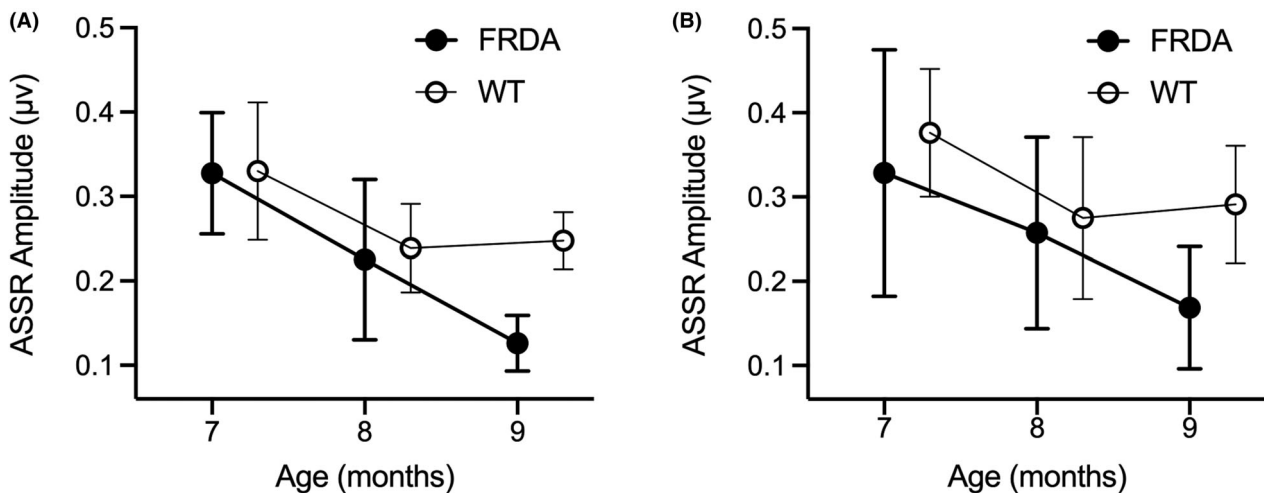 (A)
ASSR Amplitude (μv)
0.5
0.4
0.3
0.2
0.1
FRDA
WT
7 8 9
Age (months)
(B)
ASSR Amplitude (μv)
0.5
0.4
0.3
0.2
0.1
FRDA
WT
7 8 9
Age (months)